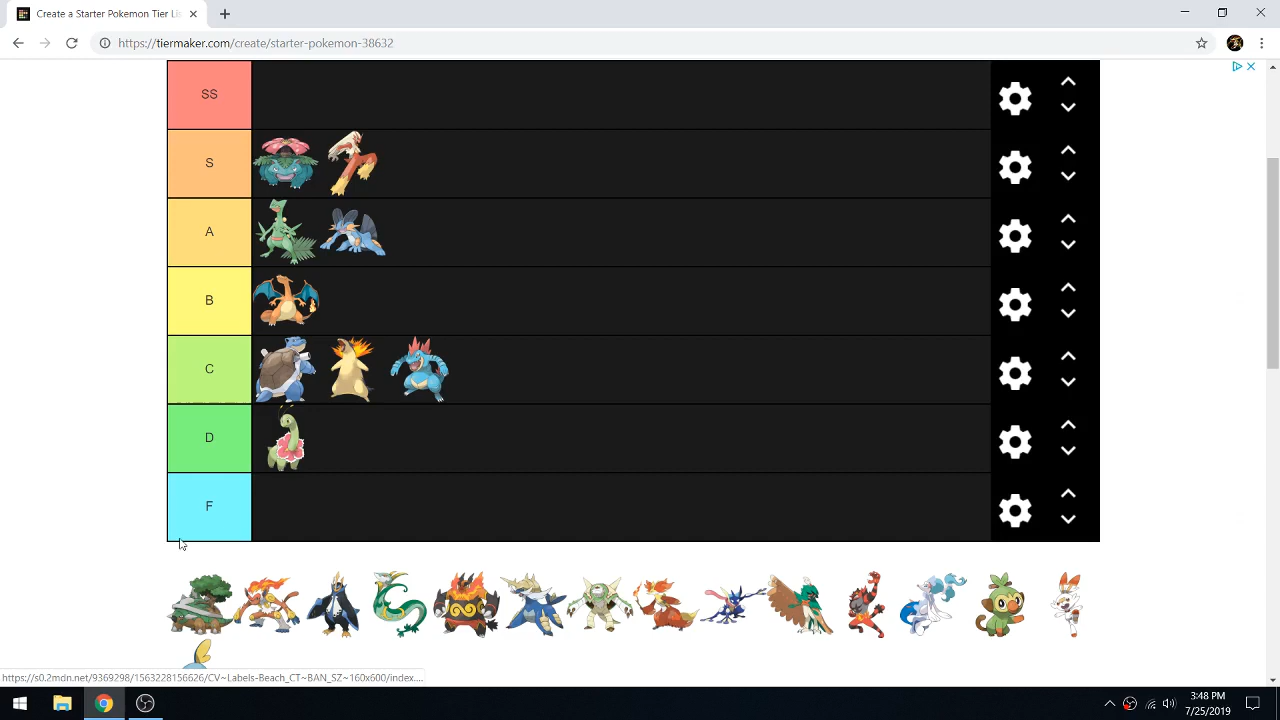 Create a Starter Pokemon Tier Lis
https://tiermaker.com/create/starter-pokemon-38632
SS
S
A
B
C
D
F
https://s0.2mdn.net/9369298/1563228156626/CV~Labels-Beach_CT~BAN_SZ~160x600/index....
3:48 PM
7/25/2019